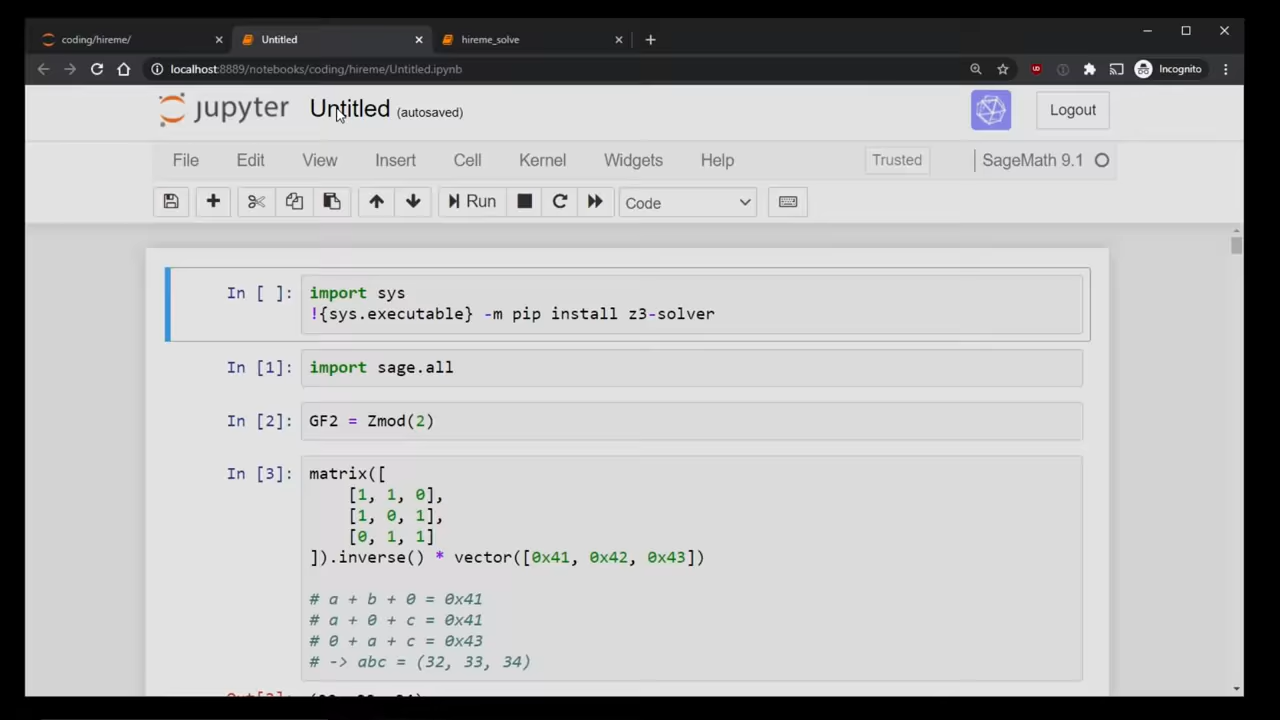 coding/hireme/
Untitled
hireme_solve
localhost:8889/notebooks/coding/hireme/Untitled.ipynb
Incognito
jupyter Untitled (autosaved)
Logout
File Edit View Insert Cell Kernel Widgets Help
Trusted
SageMath 9.1
Run
Code
In [ ]: import sys
!{sys.executable} -m pip install z3-solver
In [1]: import sage.all
In [2]: GF2 = Zmod(2)
In [3]: matrix([
[1, 1, 0],
[1, 0, 1],
[0, 1, 1]
]).inverse() * vector([0x41, 0x42, 0x43])
# a + b + 0 = 0x41
# a + 0 + c = 0x41
# 0 + a + c = 0x43
# -> abc = (32, 33, 34)